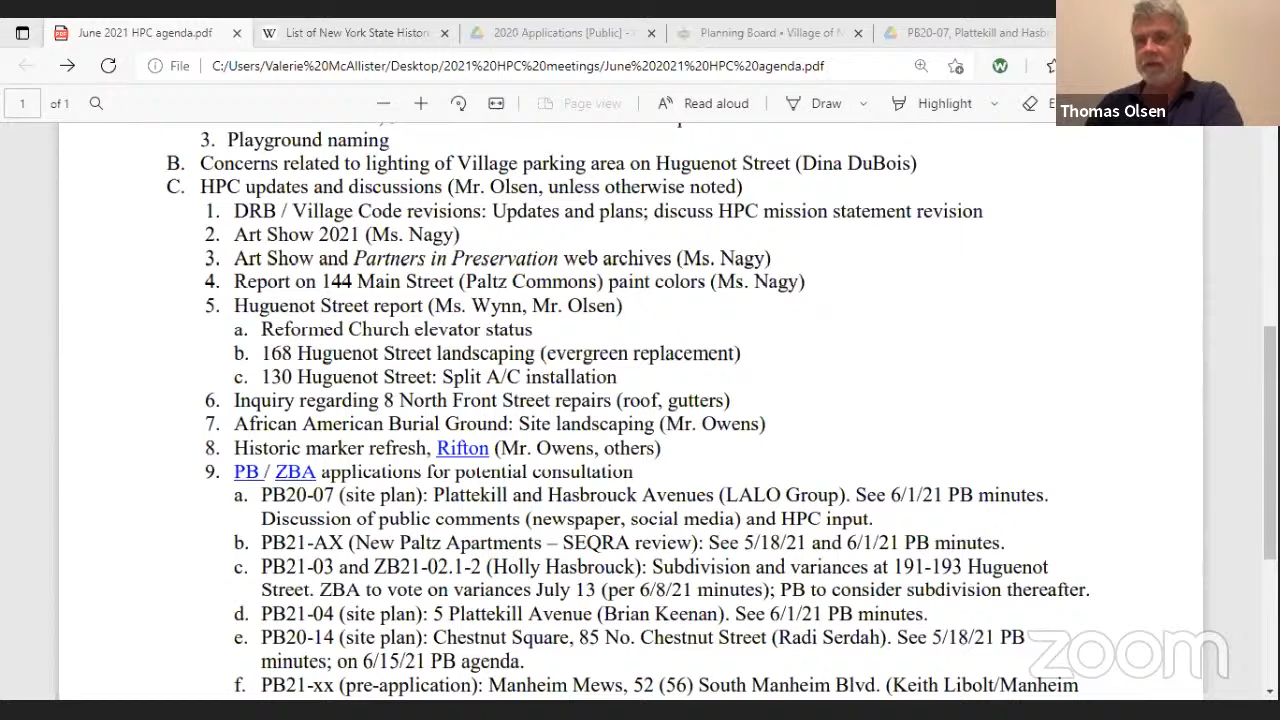 June 2021 HPC agenda.pdf
List of New York State Histori
2020 Applications [Public] -
Planning Board • Village of N
PB20-07, Plattekill and Hasb
File
C:/Users/Valerie%20McAllister/Desktop/2021%20HPC%20meetings/June%202021%20HPC%20agenda.pdf
1 of 1
Page view
Read aloud
Draw
Highlight
Thomas Olsen
3. Playground naming
B. Concerns related to lighting of Village parking area on Huguenot Street (Dina DuBois)
C. HPC updates and discussions (Mr. Olsen, unless otherwise noted)
1. DRB / Village Code revisions: Updates and plans; discuss HPC mission statement revision
2. Art Show 2021 (Ms. Nagy)
3. Art Show and Partners in Preservation web archives (Ms. Nagy)
4. Report on 144 Main Street (Paltz Commons) paint colors (Ms. Nagy)
5. Huguenot Street report (Ms. Wynn, Mr. Olsen)
a. Reformed Church elevator status
b. 168 Huguenot Street landscaping (evergreen replacement)
c. 130 Huguenot Street: Split A/C installation
6. Inquiry regarding 8 North Front Street repairs (roof, gutters)
7. African American Burial Ground: Site landscaping (Mr. Owens)
8. Historic marker refresh, Rifton (Mr. Owens, others)
9. PB / ZBA applications for potential consultation
a. PB20-07 (site plan): Plattekill and Hasbrouck Avenues (LALO Group). See 6/1/21 PB minutes.
Discussion of public comments (newspaper, social media) and HPC input.
b. PB21-AX (New Paltz Apartments – SEQRA review): See 5/18/21 and 6/1/21 PB minutes.
c. PB21-03 and ZB21-02.1-2 (Holly Hasbrouck): Subdivision and variances at 191-193 Huguenot
Street. ZBA to vote on variances July 13 (per 6/8/21 minutes); PB to consider subdivision thereafter.
d. PB21-04 (site plan): 5 Plattekill Avenue (Brian Keenan). See 6/1/21 PB minutes.
e. PB20-14 (site plan): Chestnut Square, 85 No. Chestnut Street (Radi Serdah). See 5/18/21 PB
minutes; on 6/15/21 PB agenda.
f. PB21-xx (pre-application): Manheim Mews, 52 (56) South Manheim Blvd. (Keith Libolt/Manheim
zoom